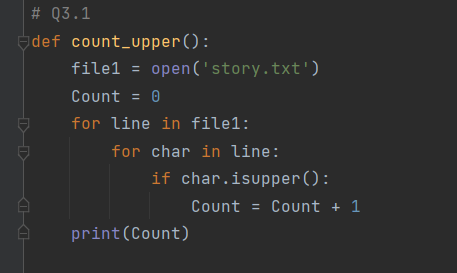 # Q3.1
def count_upper():
    file1 = open('story.txt')
    Count = 0
    for line in file1:
        for char in line:
            if char.isupper():
                Count = Count + 1
    print(Count)